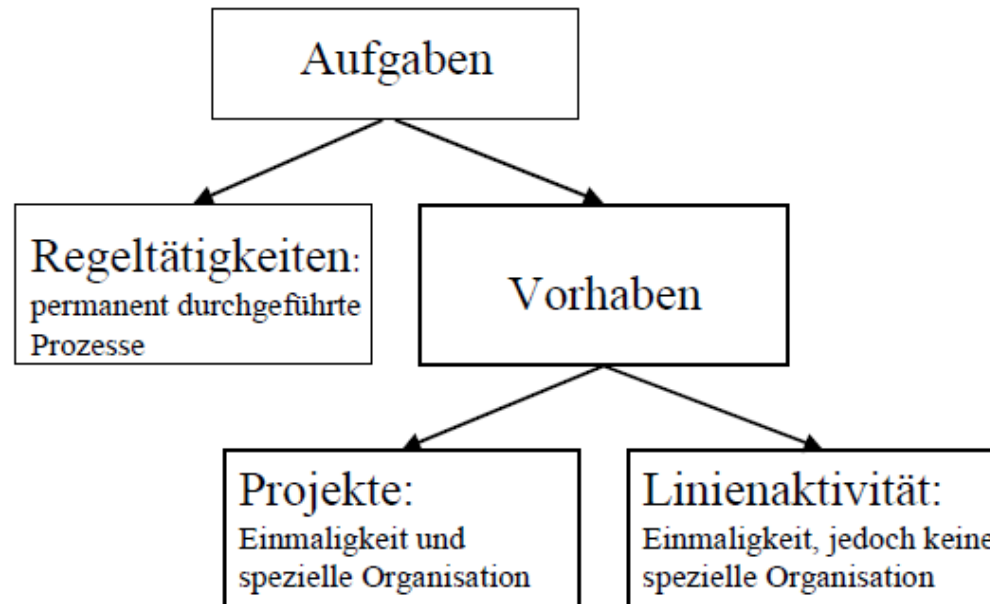 Aufgaben
Regeltätigkeiten:
permanent durchgeführte
Prozesse
Vorhaben
Projekte:
Einmaligkeit und
spezielle Organisation
Linienaktivität:
Einmaligkeit, jedoch keine
spezielle Organisation